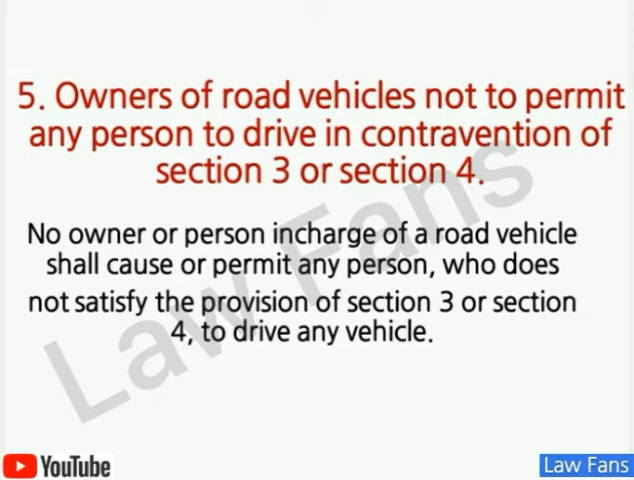 5. Owners of road vehicles not to permit
any person to drive in contravention of
section 3 or section 4.
No owner or person incharge of a road vehicle
shall cause or permit any person, who does
not satisfy the provision of section 3 or section
4, to drive any vehicle.
Law Fans
YouTube
Law Fans